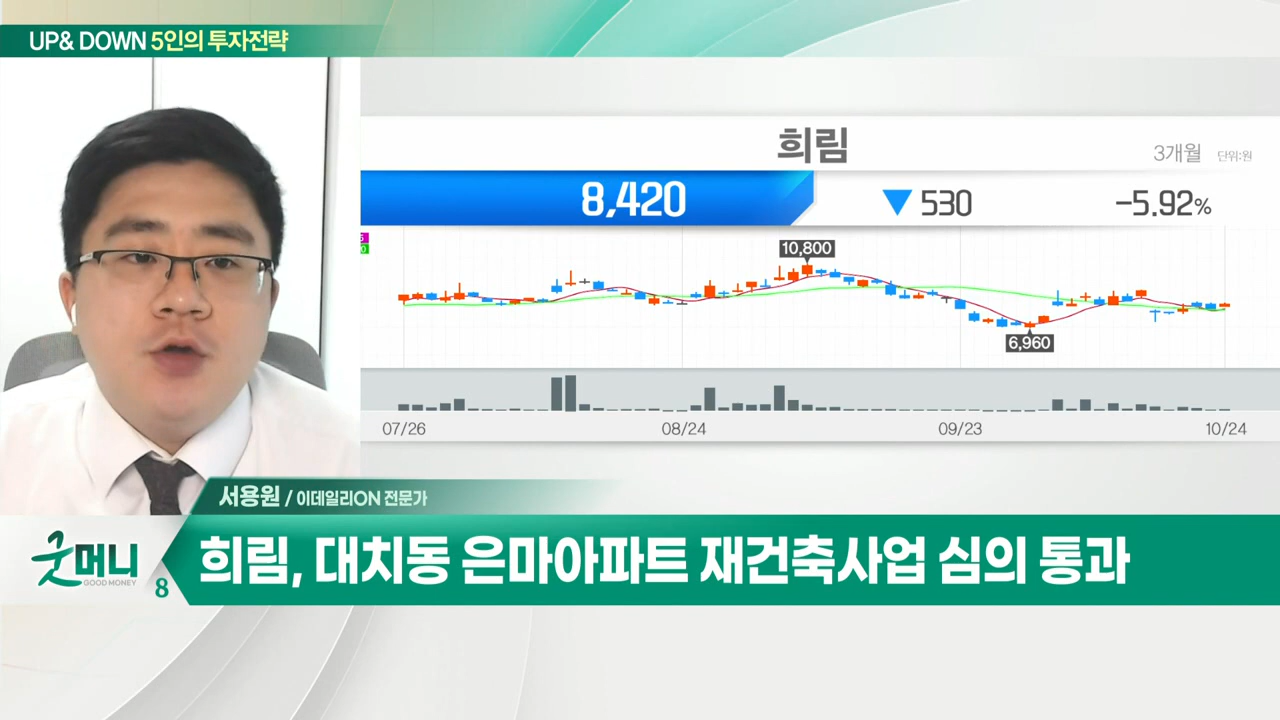 UP& DOWN 5인의 투자전략
희림
3개월 단위:원
8,420 ▼ 530 -5.92%
10,800
6,960
07/26 08/24 09/23 10/24
서용원 / 이데일리ON 전문가
굿머니
GOOD MONEY
8
희림, 대치동 은마아파트 재건축사업 심의 통과